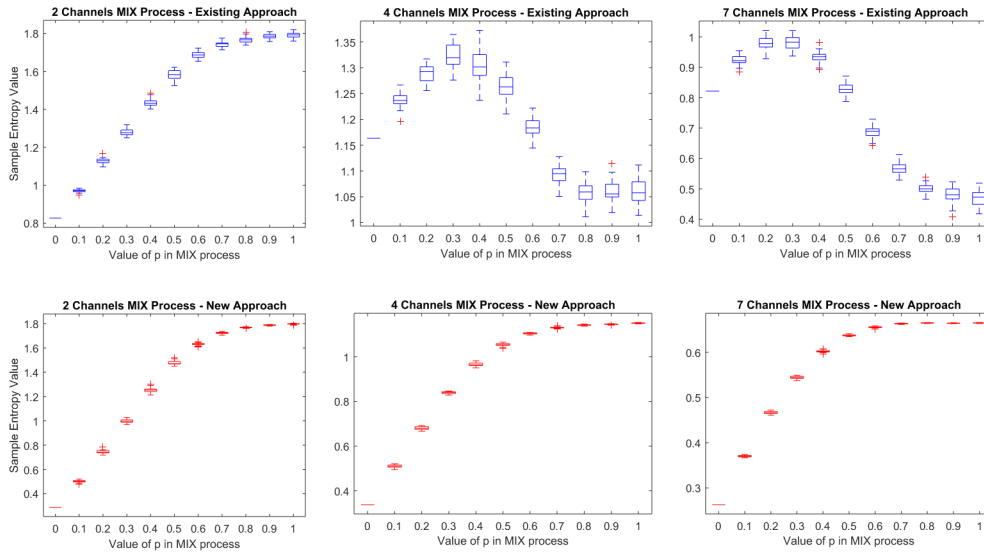 2 Channels MIX Process - Existing Approach
Sample Entropy Value
1.8
1.6
1.4
1.2
1
0.8
0 0.1 0.2 0.3 0.4 0.5 0.6 0.7 0.8 0.9 1
Value of p in MIX process
4 Channels MIX Process - Existing Approach
1.35
1.3
1.25
1.2
1.15
1.1
1.05
1
0 0.1 0.2 0.3 0.4 0.5 0.6 0.7 0.8 0.9 1
Value of p in MIX process
7 Channels MIX Process - Existing Approach
1
0.9
0.8
0.7
0.6
0.5
0.4
0 0.1 0.2 0.3 0.4 0.5 0.6 0.7 0.8 0.9 1
Value of p in MIX process
2 Channels MIX Process - New Approach
Sample Entropy Value
1.8
1.6
1.4
1.2
1
0.8
0.6
0.4
0 0.1 0.2 0.3 0.4 0.5 0.6 0.7 0.8 0.9 1
Value of p in MIX process
4 Channels MIX Process - New Approach
1
0.8
0.6
0.4
0 0.1 0.2 0.3 0.4 0.5 0.6 0.7 0.8 0.9 1
Value of p in MIX process
7 Channels MIX Process - New Approach
0.6
0.5
0.4
0.3
0 0.1 0.2 0.3 0.4 0.5 0.6 0.7 0.8 0.9 1
Value of p in MIX process